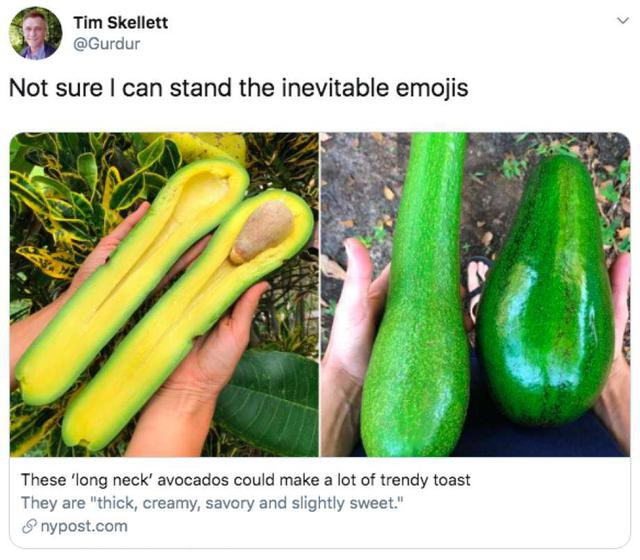 Tim Skellett
@Gurdur
Not sure I can stand the inevitable emojis
These ‘long neck’ avocados could make a lot of trendy toast
They are "thick, creamy, savory and slightly sweet."
nypost.com